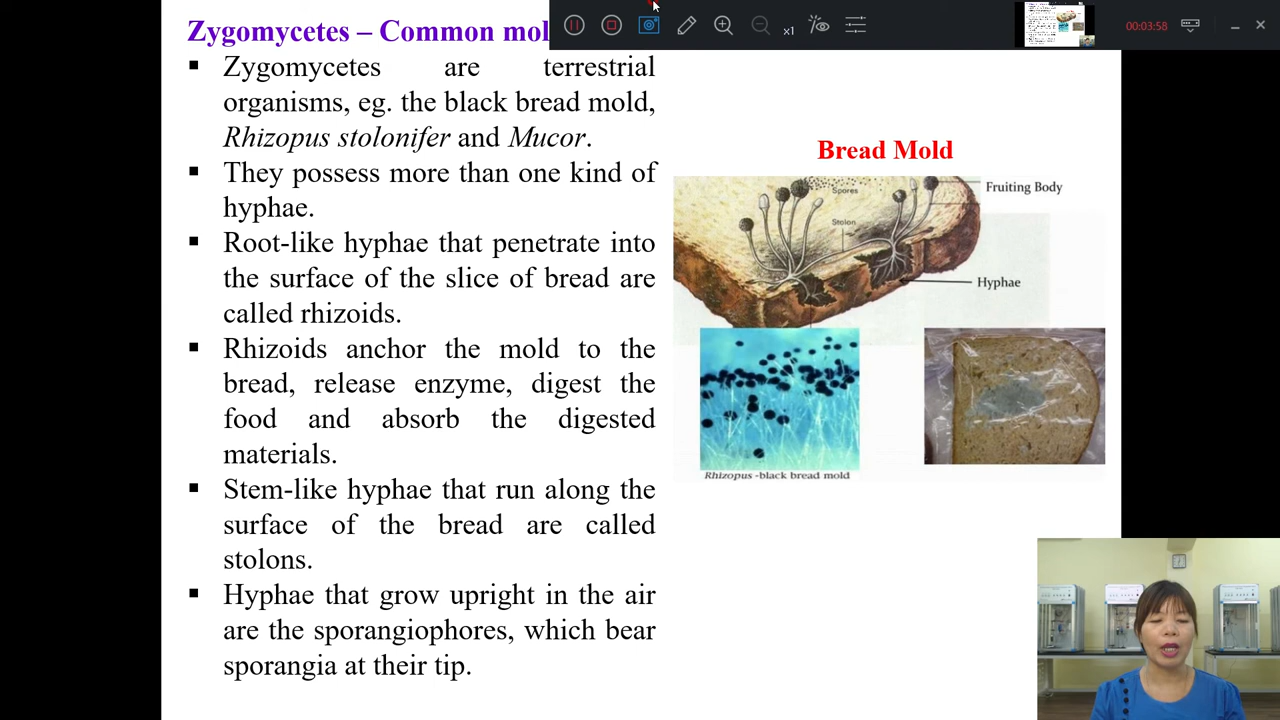 Zygomycetes – Common mol
x1
00:03:58
▪ Zygomycetes are terrestrial
organisms, eg. the black bread mold,
Rhizopus stolonifer and Mucor.
▪ They possess more than one kind of
hyphae.
▪ Root-like hyphae that penetrate into
the surface of the slice of bread are
called rhizoids.
▪ Rhizoids anchor the mold to the
bread, release enzyme, digest the
food and absorb the digested
materials.
▪ Stem-like hyphae that run along the
surface of the bread are called
stolons.
▪ Hyphae that grow upright in the air
are the sporangiophores, which bear
sporangia at their tip.
Bread Mold
Spores
Fruiting Body
Stolon
Hyphae
Rhizopus -black bread mold